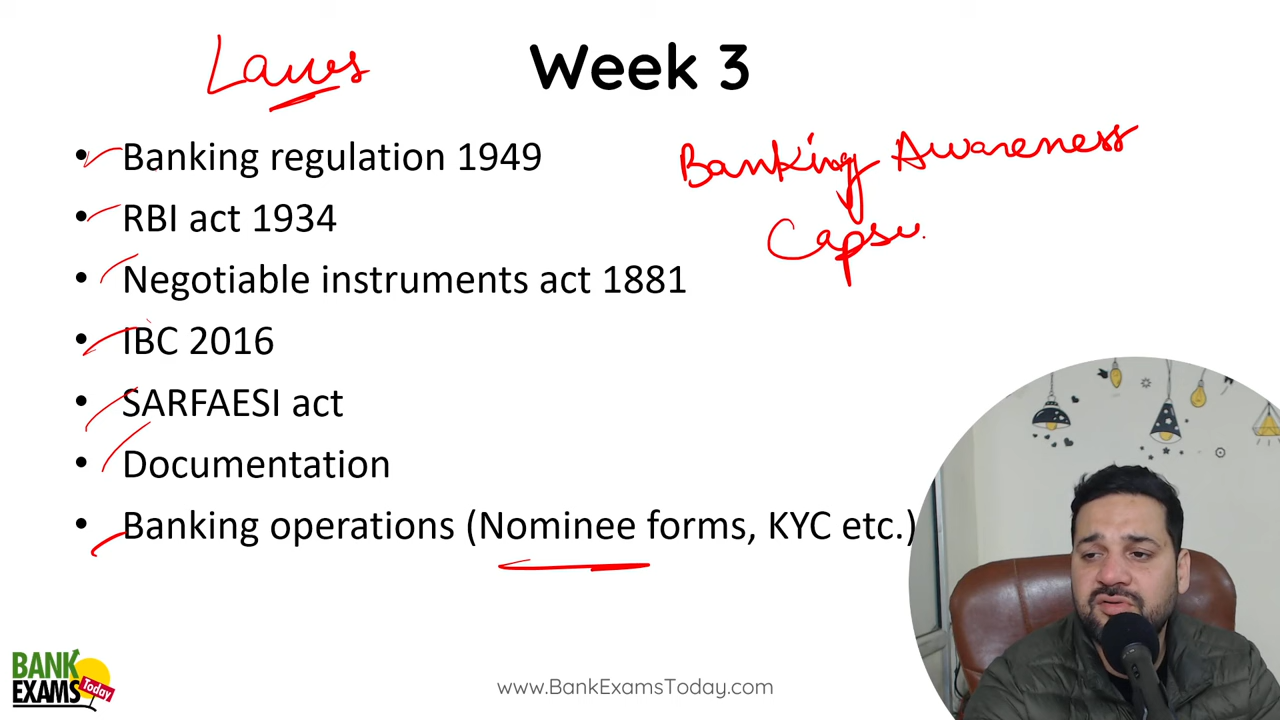 Laws
Week 3
• Banking regulation 1949
• RBI act 1934
• Negotiable instruments act 1881
• IBC 2016
• SARFAESI act
• Documentation
• Banking operations (Nominee forms, KYC etc.)
Banking Awareness
Capsu
BANK
EXAMS
Today
www.BankExamsToday.com